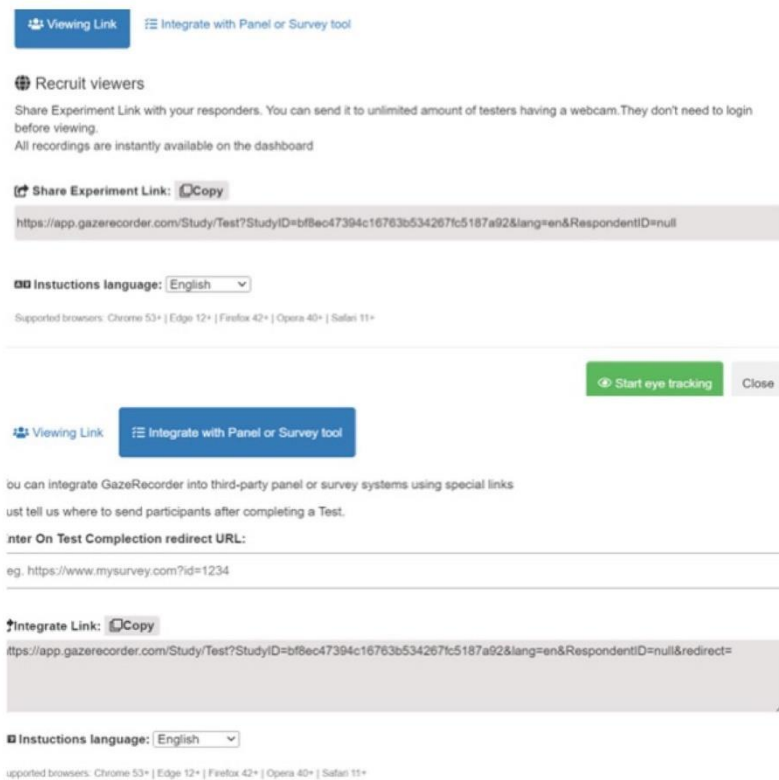 Viewing Link Integrate with Panel or Survey tool
Recruit viewers
Share Experiment Link with your responders. You can send it to unlimited amount of testers having a webcam.They don't need to login
before viewing.
All recordings are instantly available on the dashboard
Share Experiment Link: Copy
https://app.gazerecorder.com/Study/Test?StudyID=bf8ec47394c16763b534267fc5187a92&lang=en&RespondentID=null
Instuctions language: English
Supported browsers: Chrome 53+ | Edge 12+ | Firefox 42+ | Opera 40+ | Safari 11+
Start eye tracking Close
Viewing Link Integrate with Panel or Survey tool
ou can integrate GazeRecorder into third-party panel or survey systems using special links
ust tell us where to send participants after completing a Test.
nter On Test Complection redirect URL:
eg. https://www.mysurvey.com?id=1234
Integrate Link: Copy
ttps://app.gazerecorder.com/Study/Test?StudyID=bf8ec47394c16763b534267fc5187a92&lang=en&RespondentID=null&redirect=
Instuctions language: English
upported browsers: Chrome 53+ | Edge 12+ | Firefox 42+ | Opera 40+ | Safari 11+